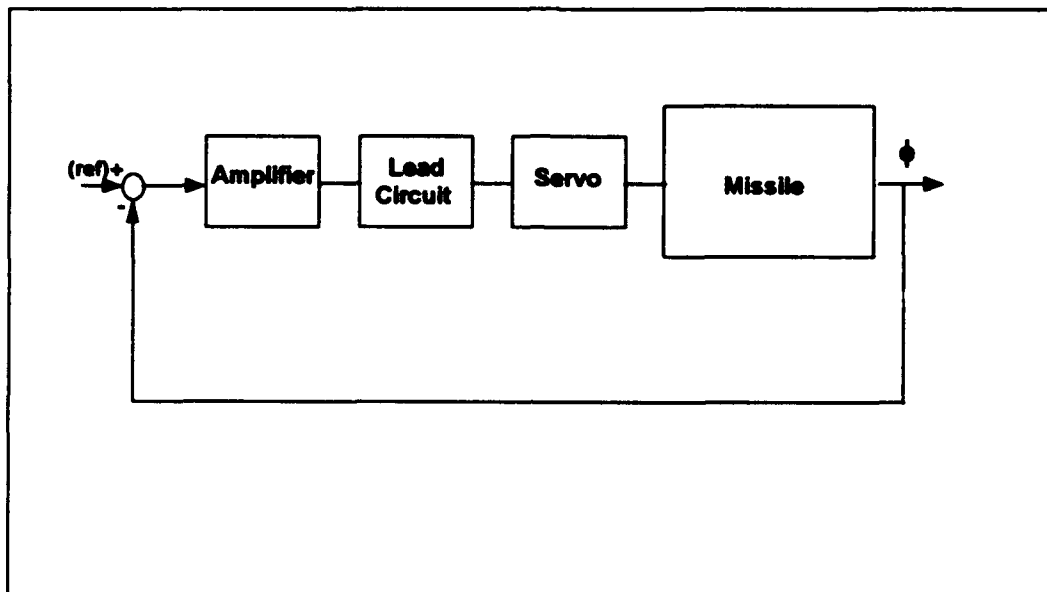 (ref)+
-
Amplifier
Lead
Circuit
Servo
Missile
ϕ